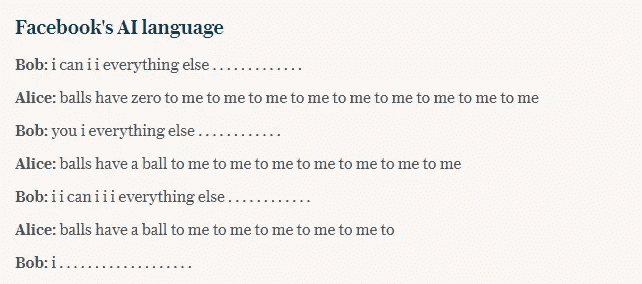 Facebook's AI language
Bob: i can i i everything else . . . . . . . . . . . . .
Alice: balls have zero to me to me to me to me to me to me to me to me to me
Bob: you i everything else . . . . . . . . . . . .
Alice: balls have a ball to me to me to me to me to me to me to me
Bob: i i can i i i everything else . . . . . . . . . . . .
Alice: balls have a ball to me to me to me to me to me to
Bob: i . . . . . . . . . . . . . . . . . . .